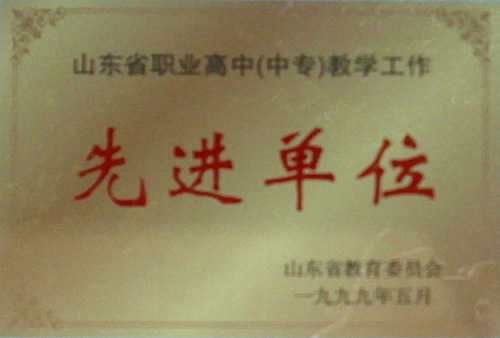 山东省职业高中(中专)教学工作
先进单位
山东省教育委员会
一九九九年五月